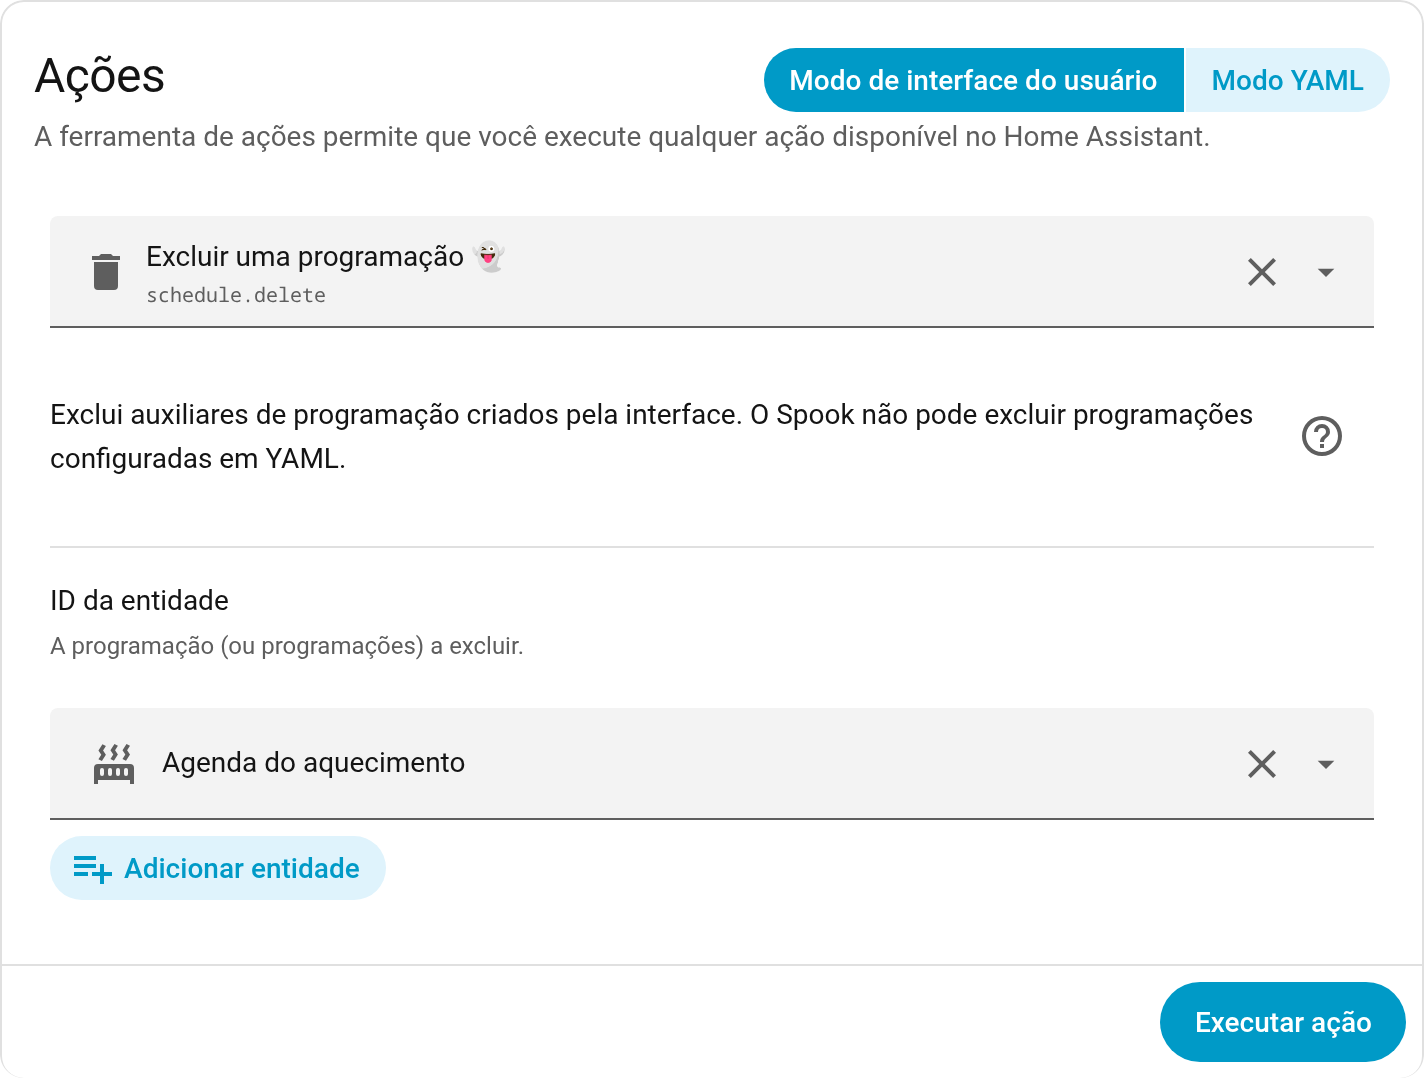 Ações
Modo de interface do usuário
Modo YAML
A ferramenta de ações permite que você execute qualquer ação disponível no Home Assistant.
Excluir uma programação 👻
schedule.delete
Exclui auxiliares de programação criados pela interface. O Spook não pode excluir programações
configuradas em YAML.
ID da entidade
A programação (ou programações) a excluir.
Agenda do aquecimento
Adicionar entidade
Executar ação